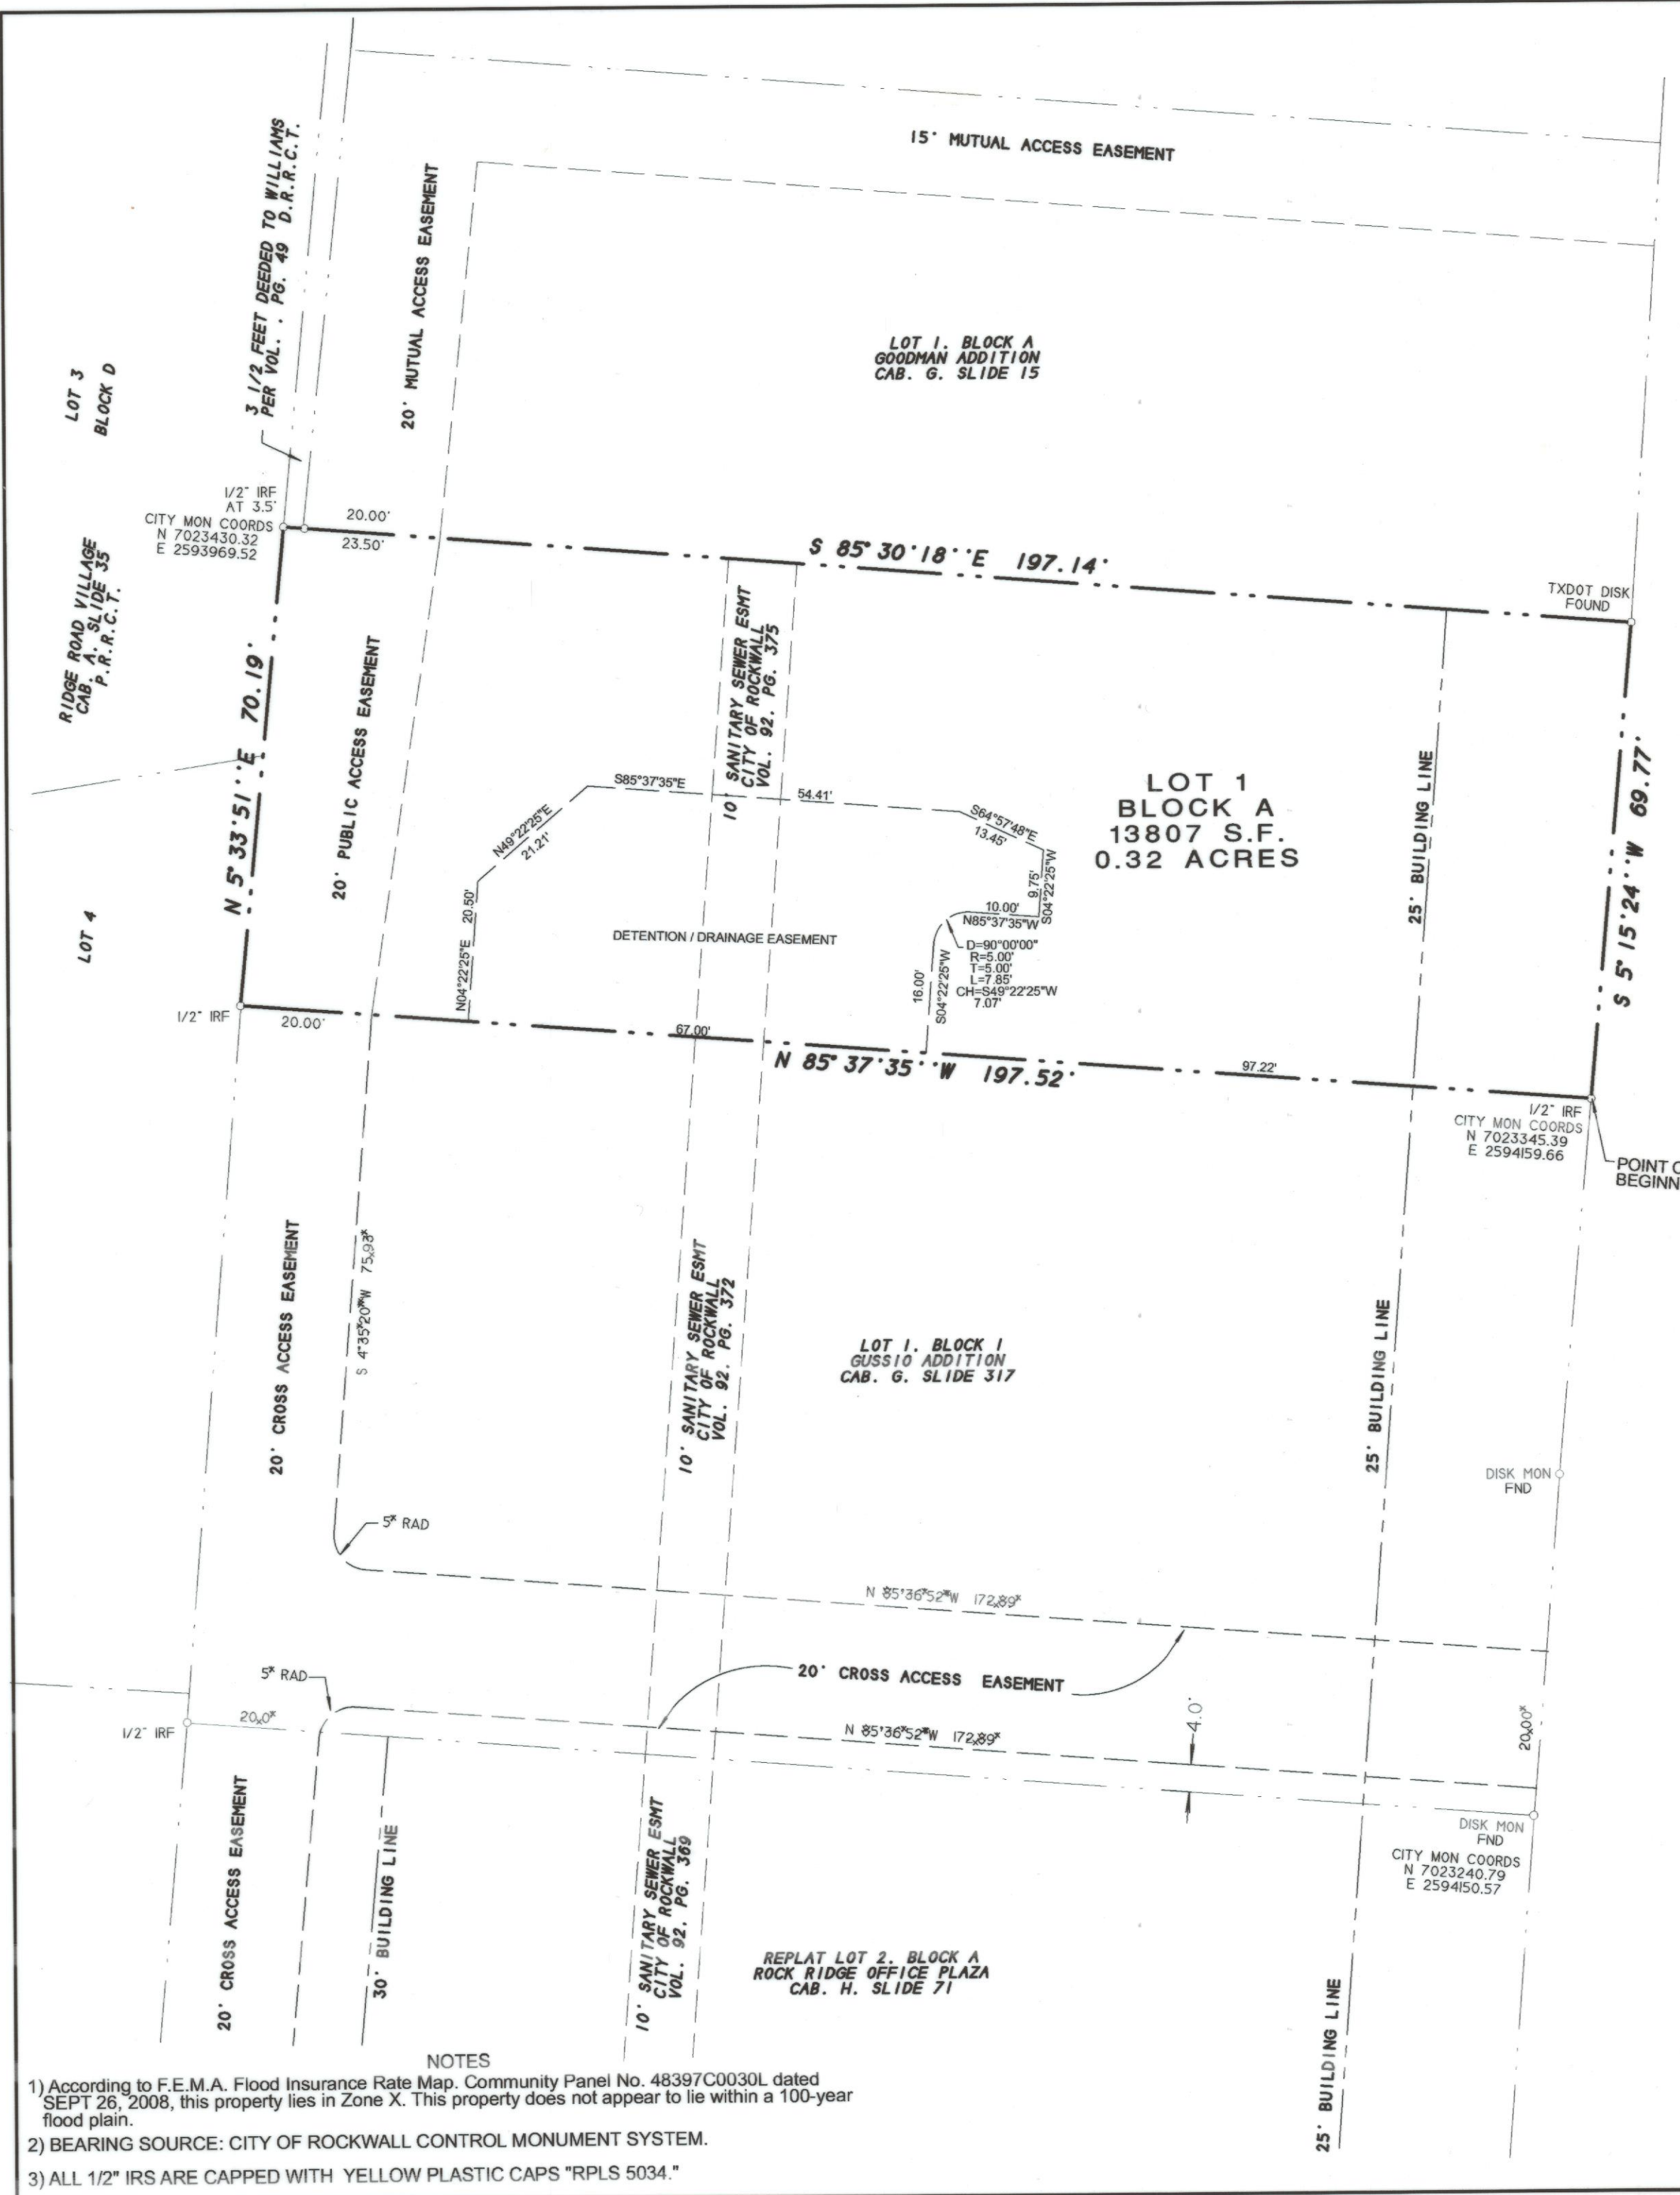 15' MUTUAL ACCESS EASEMENT
3 1/2 FEET DEEDED TO WILLIAMS
PER VOL. . PG. 49 D.R.R.C.T.
20' MUTUAL ACCESS EASEMENT
LOT 1. BLOCK A
GOODMAN ADDITION
CAB. G. SLIDE 15
LOT 3
BLOCK D
1/2" IRF
AT 3.5'
CITY MON COORDS
N 7023430.32
E 2593969.52
20.00'
23.50'
S 85°30'18''E 197.14'
TXDOT DISK
FOUND
RIDGE ROAD VILLAGE
CAB. A. SLIDE 35
P.R.R.C.T.
N 5°33'51''E 70.19'
20' PUBLIC ACCESS EASEMENT
10' SANITARY SEWER ESMT
CITY OF ROCKWALL
VOL. 92. PG. 375
25' BUILDING LINE
S 5°15'24''W 69.77'
LOT 1
BLOCK A
13807 S.F.
0.32 ACRES
S85°37'35"E
54.41'
N49°22'25"E
21.21'
S64°57'48"E
13.45'
9.75'
S04°22'25"W
10.00'
N85°37'35"W
LOT 4
N04°22'25"E 20.50'
DETENTION / DRAINAGE EASEMENT
D=90°00'00"
R=5.00'
T=5.00'
L=7.85'
CH=S49°22'25"W
7.07'
16.00'
S04°22'25"W
1/2" IRF
20.00'
67.00'
N 85°37'35''W 197.52'
97.22'
1/2" IRF
CITY MON COORDS
N 7023345.39
E 2594159.66
POINT
BEGINN
20' CROSS ACCESS EASEMENT
S 4°35'20"W 75.93'
10' SANITARY SEWER ESMT
CITY OF ROCKWALL
VOL. 92. PG. 372
LOT 1. BLOCK 1
GUSSIO ADDITION
CAB. G. SLIDE 317
25' BUILDING LINE
DISK MON
FND
5" RAD
N 85°36'52"W 172.89'
20' CROSS ACCESS EASEMENT
5" RAD
1/2" IRF
20.0'
N 85°36'52"W 172.89'
4.0'
20.00'
DISK MON
FND
CITY MON COORDS
N 7023240.79
E 2594150.57
20' CROSS ACCESS EASEMENT
30' BUILDING LINE
10' SANITARY SEWER ESMT
CITY OF ROCKWALL
VOL. 92. PG. 369
REPLAT LOT 2. BLOCK A
ROCK RIDGE OFFICE PLAZA
CAB. H. SLIDE 71
25' BUILDING LINE
NOTES
1) According to F.E.M.A. Flood Insurance Rate Map. Community Panel No. 48397C0030L dated
SEPT 26, 2008, this property lies in Zone X. This property does not appear to lie within a 100-year
flood plain.
2) BEARING SOURCE: CITY OF ROCKWALL CONTROL MONUMENT SYSTEM.
3) ALL 1/2" IRS ARE CAPPED WITH YELLOW PLASTIC CAPS "RPLS 5034."